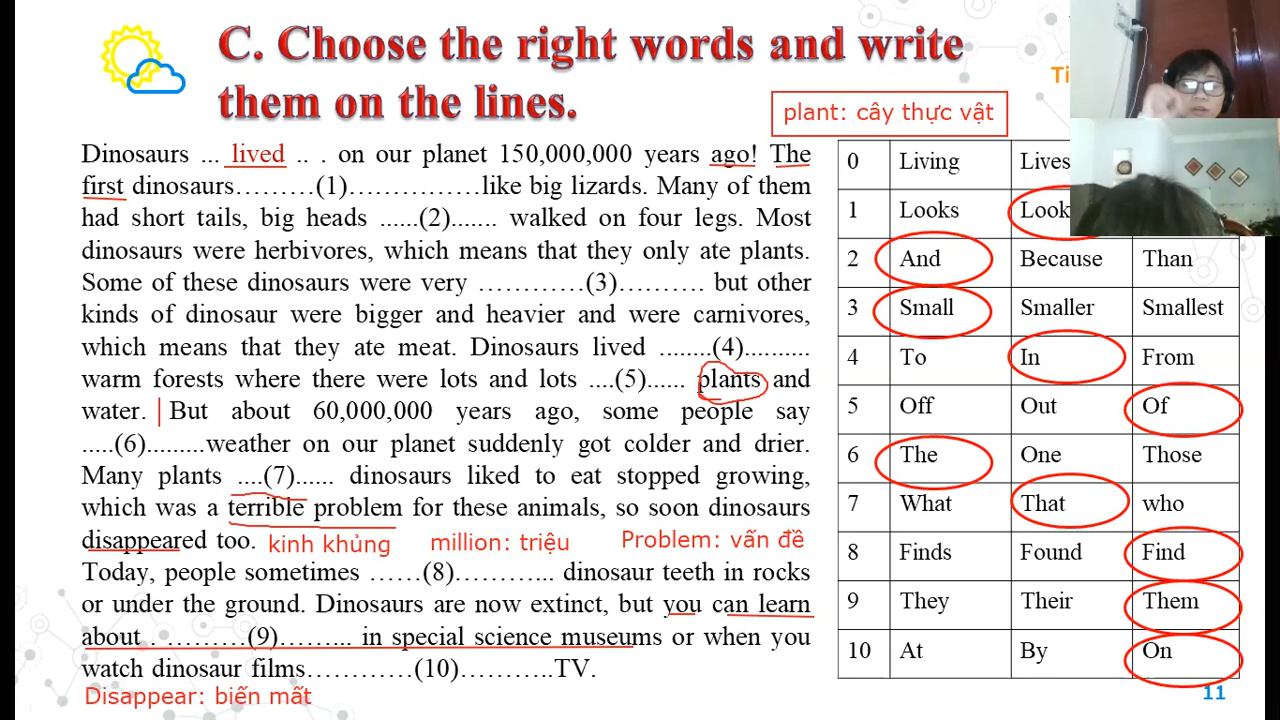 C. Choose the right words and write
them on the lines.
plant: cây thực vật
Dinosaurs ... lived .. . on our planet 150,000,000 years ago! The
first dinosaurs………(1)……………like big lizards. Many of them
had short tails, big heads ......(2)....... walked on four legs. Most
dinosaurs were herbivores, which means that they only ate plants.
Some of these dinosaurs were very …………(3)………. but other
kinds of dinosaur were bigger and heavier and were carnivores,
which means that they ate meat. Dinosaurs lived ........(4)..........
warm forests where there were lots and lots ....(5)...... plants and
water. But about 60,000,000 years ago, some people say
.....(6).........weather on our planet suddenly got colder and drier.
Many plants ....(7)...... dinosaurs liked to eat stopped growing,
which was a terrible problem for these animals, so soon dinosaurs
disappeared too. kinh khủng million: triệu Problem: vấn đề
Today, people sometimes ……(8)………... dinosaur teeth in rocks
or under the ground. Dinosaurs are now extinct, but you can learn
about . ………(9)……... in special science museums or when you
watch dinosaur films…………(10)………..TV.
Disappear: biến mất
0 Living Lives
1 Looks Look
2 And Because Than
3 Small Smaller Smallest
4 To In From
5 Off Out Of
6 The One Those
7 What That who
8 Finds Found Find
9 They Their Them
10 At By On
11